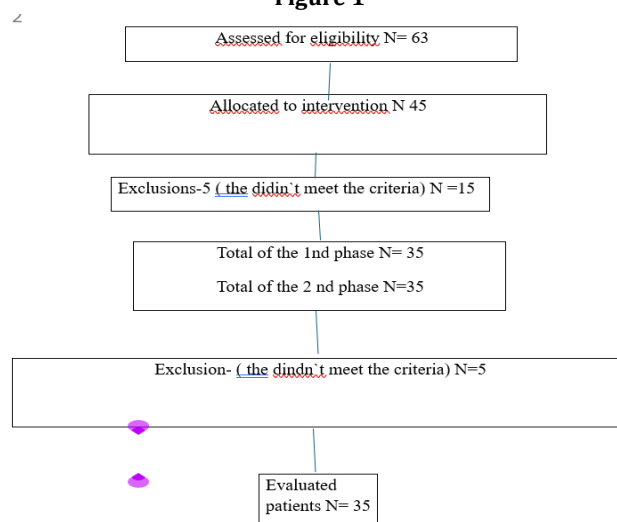 Figure 1
2
Assessed for eligibility N= 63
Allocated to intervention N 45
Exclusions-5 ( the didin`t meet the criteria) N =15
Total of the 1nd phase N= 35
Total of the 2 nd phase N=35
Exclusion- ( the dindn`t meet the criteria) N=5
Evaluated
patients N= 35